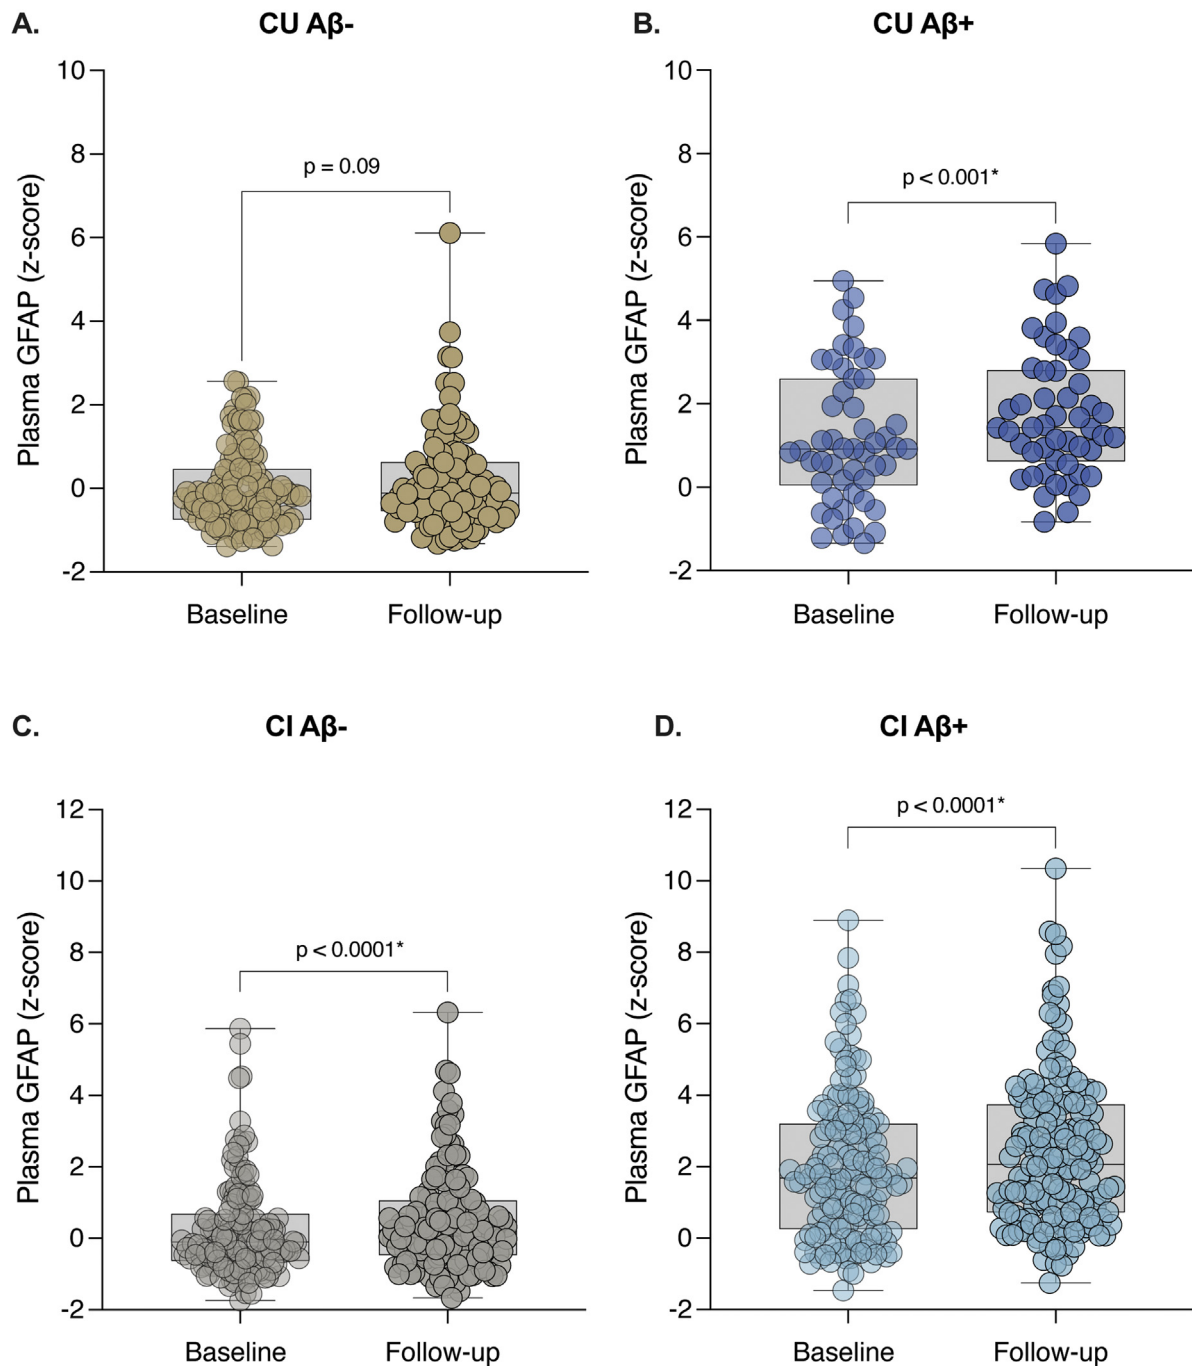 A. CU Aβ- B. CU Aβ+
10 10
8 8
p = 0.09 p < 0.001*
6 6
4 4
2 2
0 0
-2 -2
Plasma GFAP (z-score) Plasma GFAP (z-score)
Baseline Follow-up Baseline Follow-up
C. CI Aβ- D. CI Aβ+
12 12
p < 0.0001*
10 10
8 8
p < 0.0001*
6 6
4 4
2 2
0 0
-2 -2
Plasma GFAP (z-score) Plasma GFAP (z-score)
Baseline Follow-up Baseline Follow-up